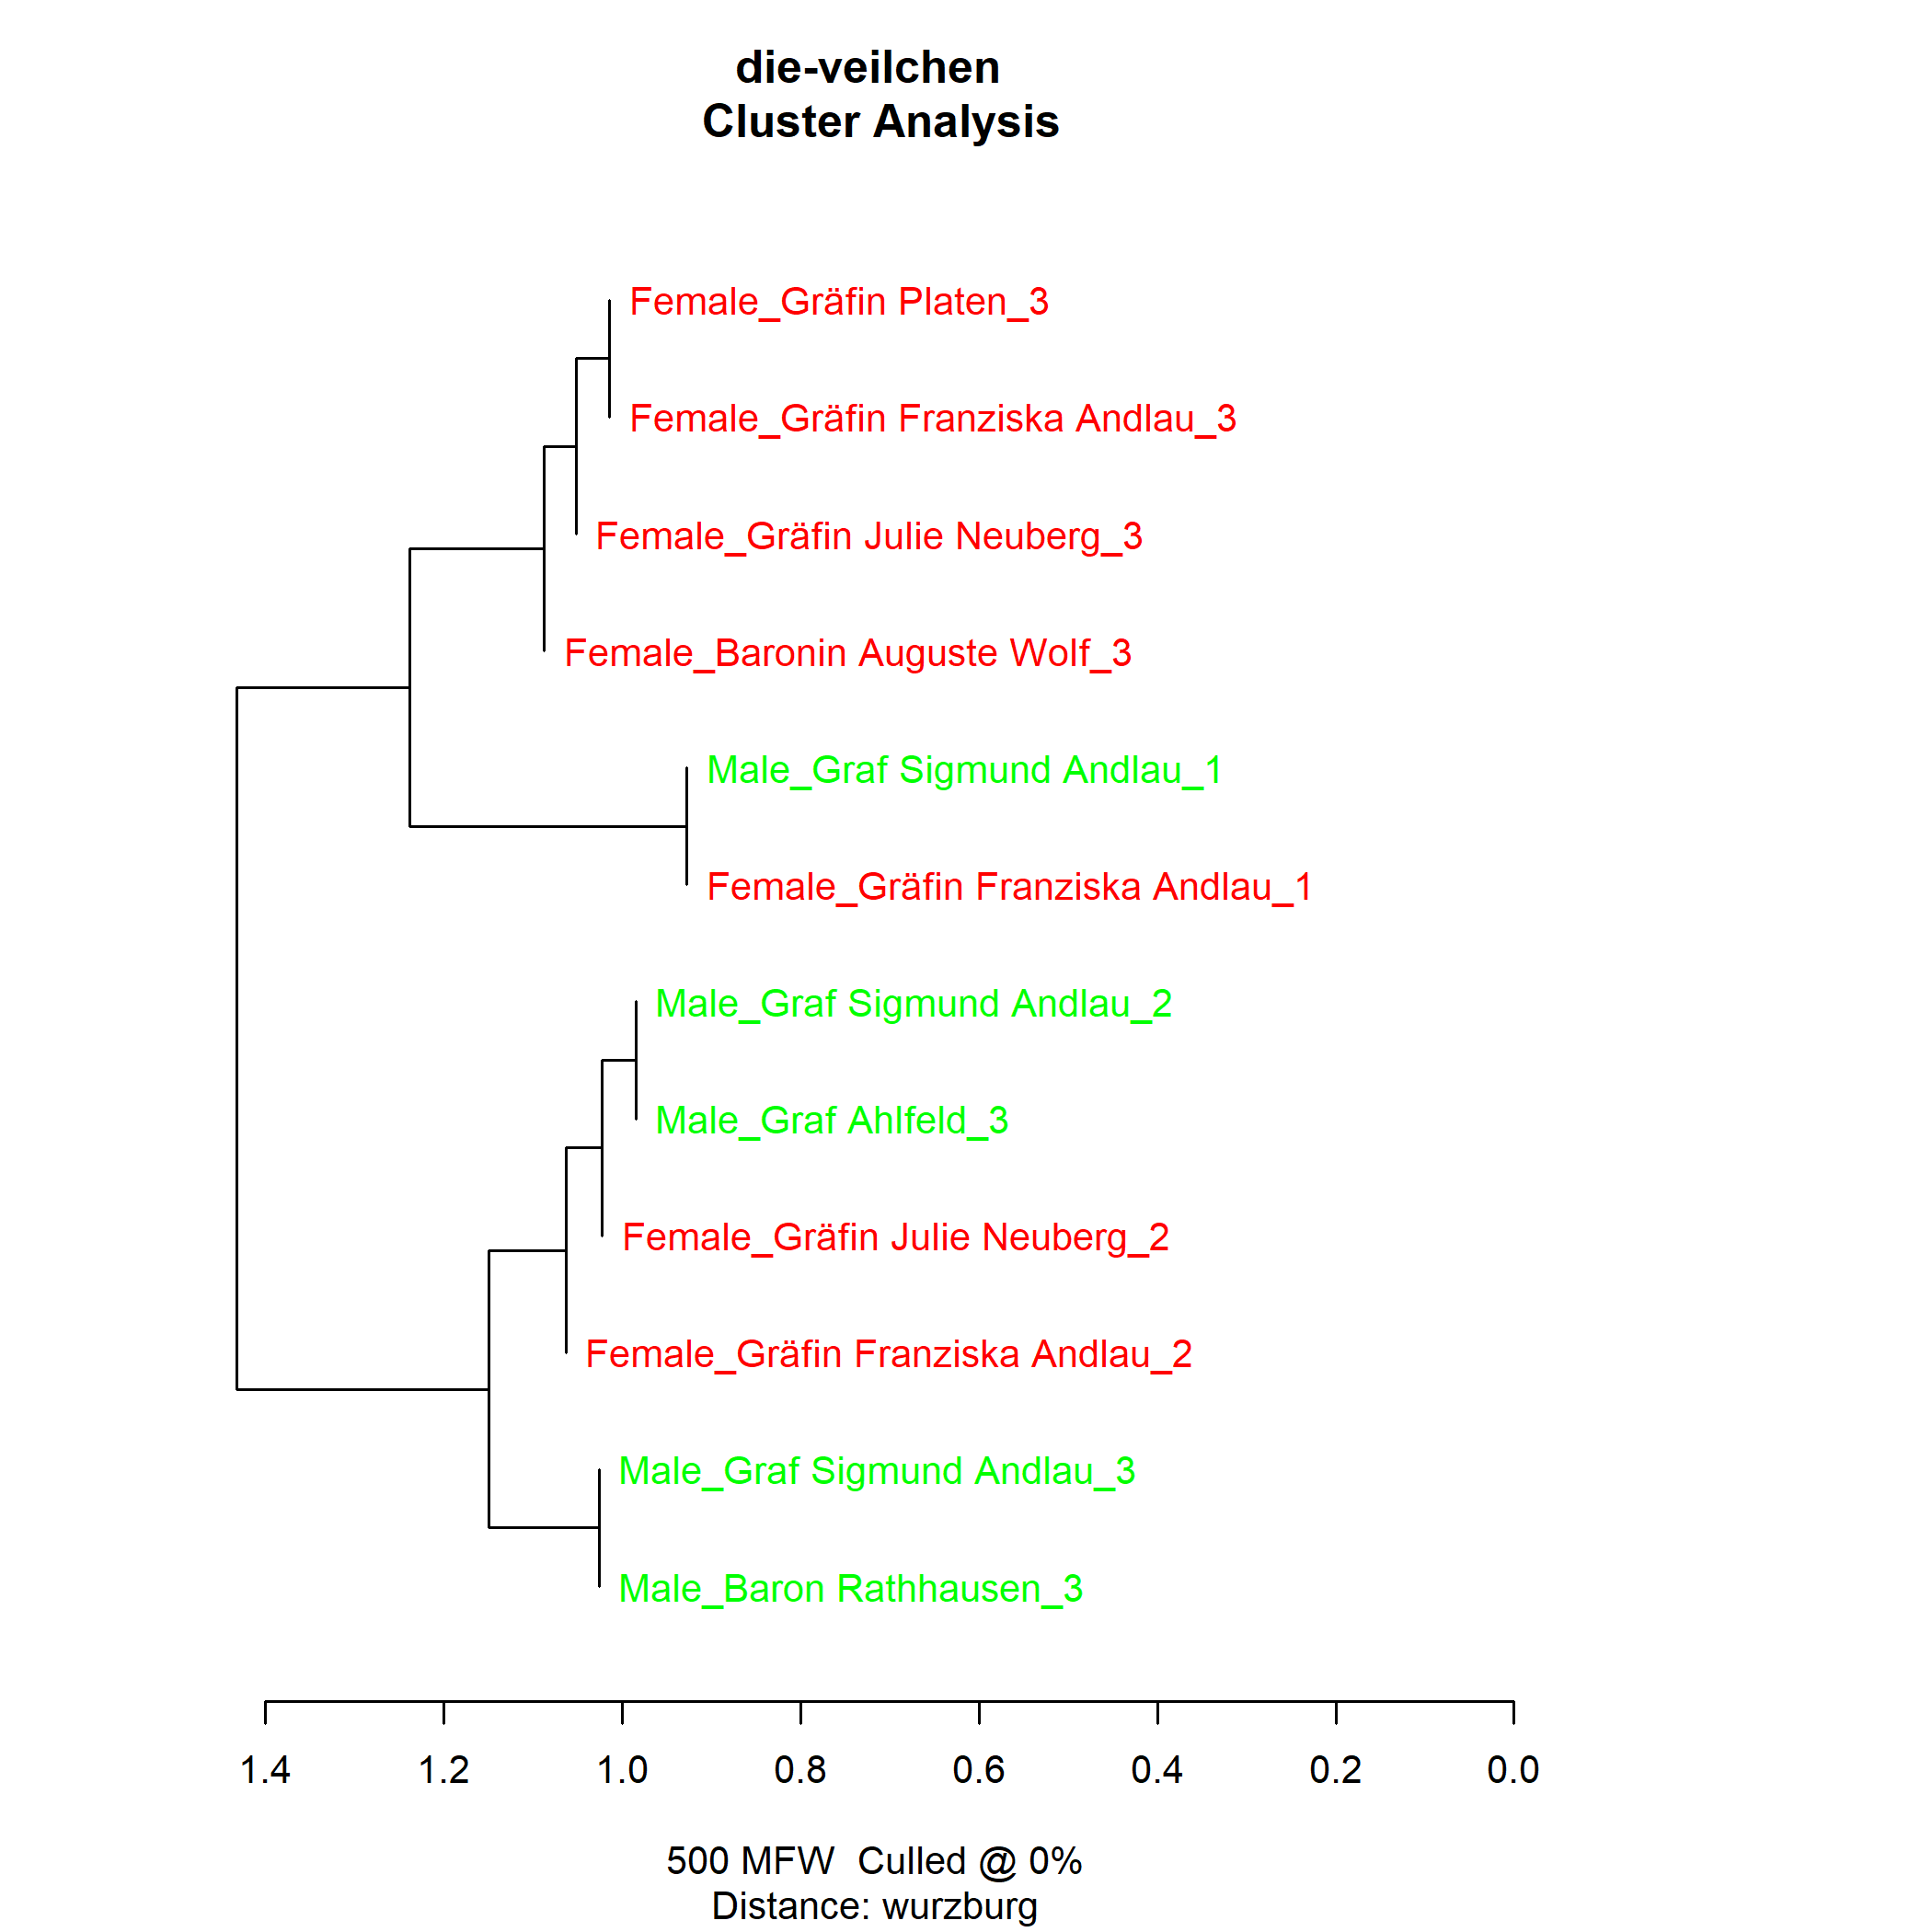 die-veilchen
Cluster Analysis
Female_Gräfin Platen_3
Female_Gräfin Franziska Andlau_3
Female_Gräfin Julie Neuberg_3
Female_Baronin Auguste Wolf_3
Male_Graf Sigmund Andlau_1
Female_Gräfin Franziska Andlau_1
Male_Graf Sigmund Andlau_2
Male_Graf Ahlfeld_3
Female_Gräfin Julie Neuberg_2
Female_Gräfin Franziska Andlau_2
Male_Graf Sigmund Andlau_3
Male_Baron Rathhausen_3
1.4 1.2 1.0 0.8 0.6 0.4 0.2 0.0
500 MFW  Culled @ 0%
Distance: wurzburg